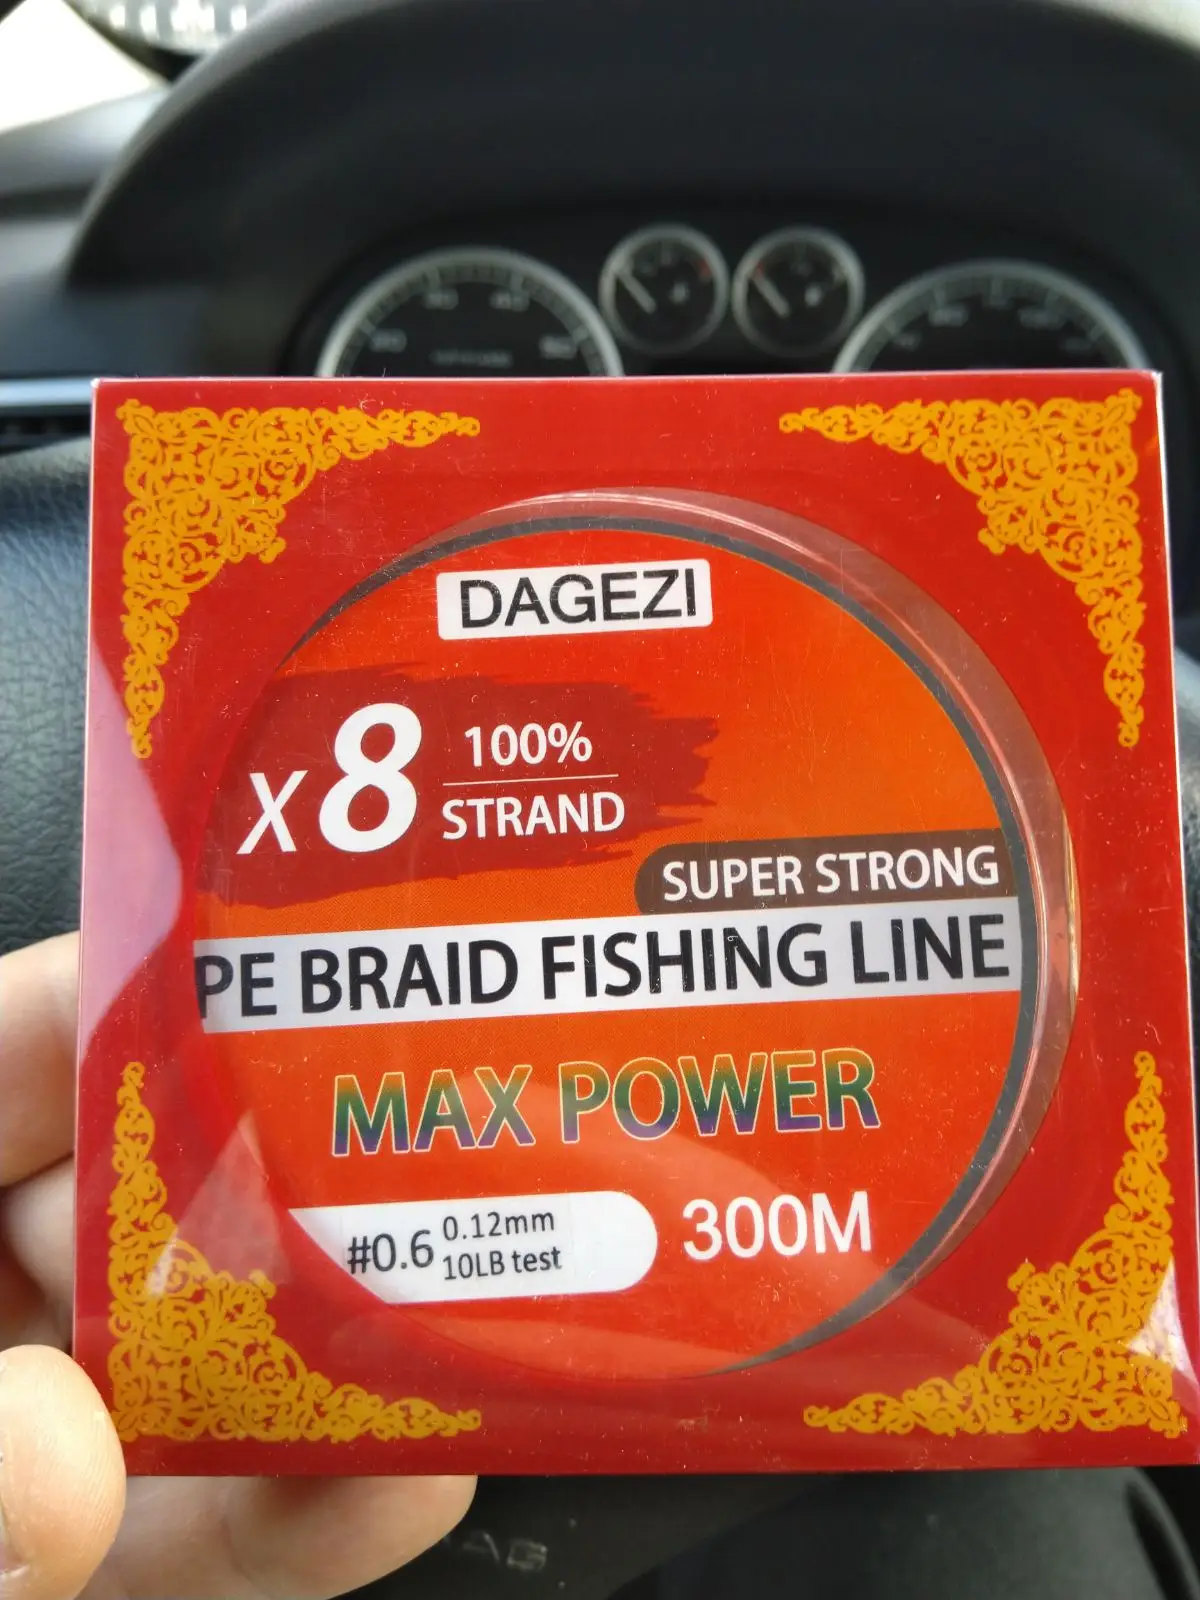 DAGEZI
X8
100%
STRAND
SUPER STRONG
PE BRAID FISHING LINE
MAX POWER
#0.6
0.12mm
10LB test
300M